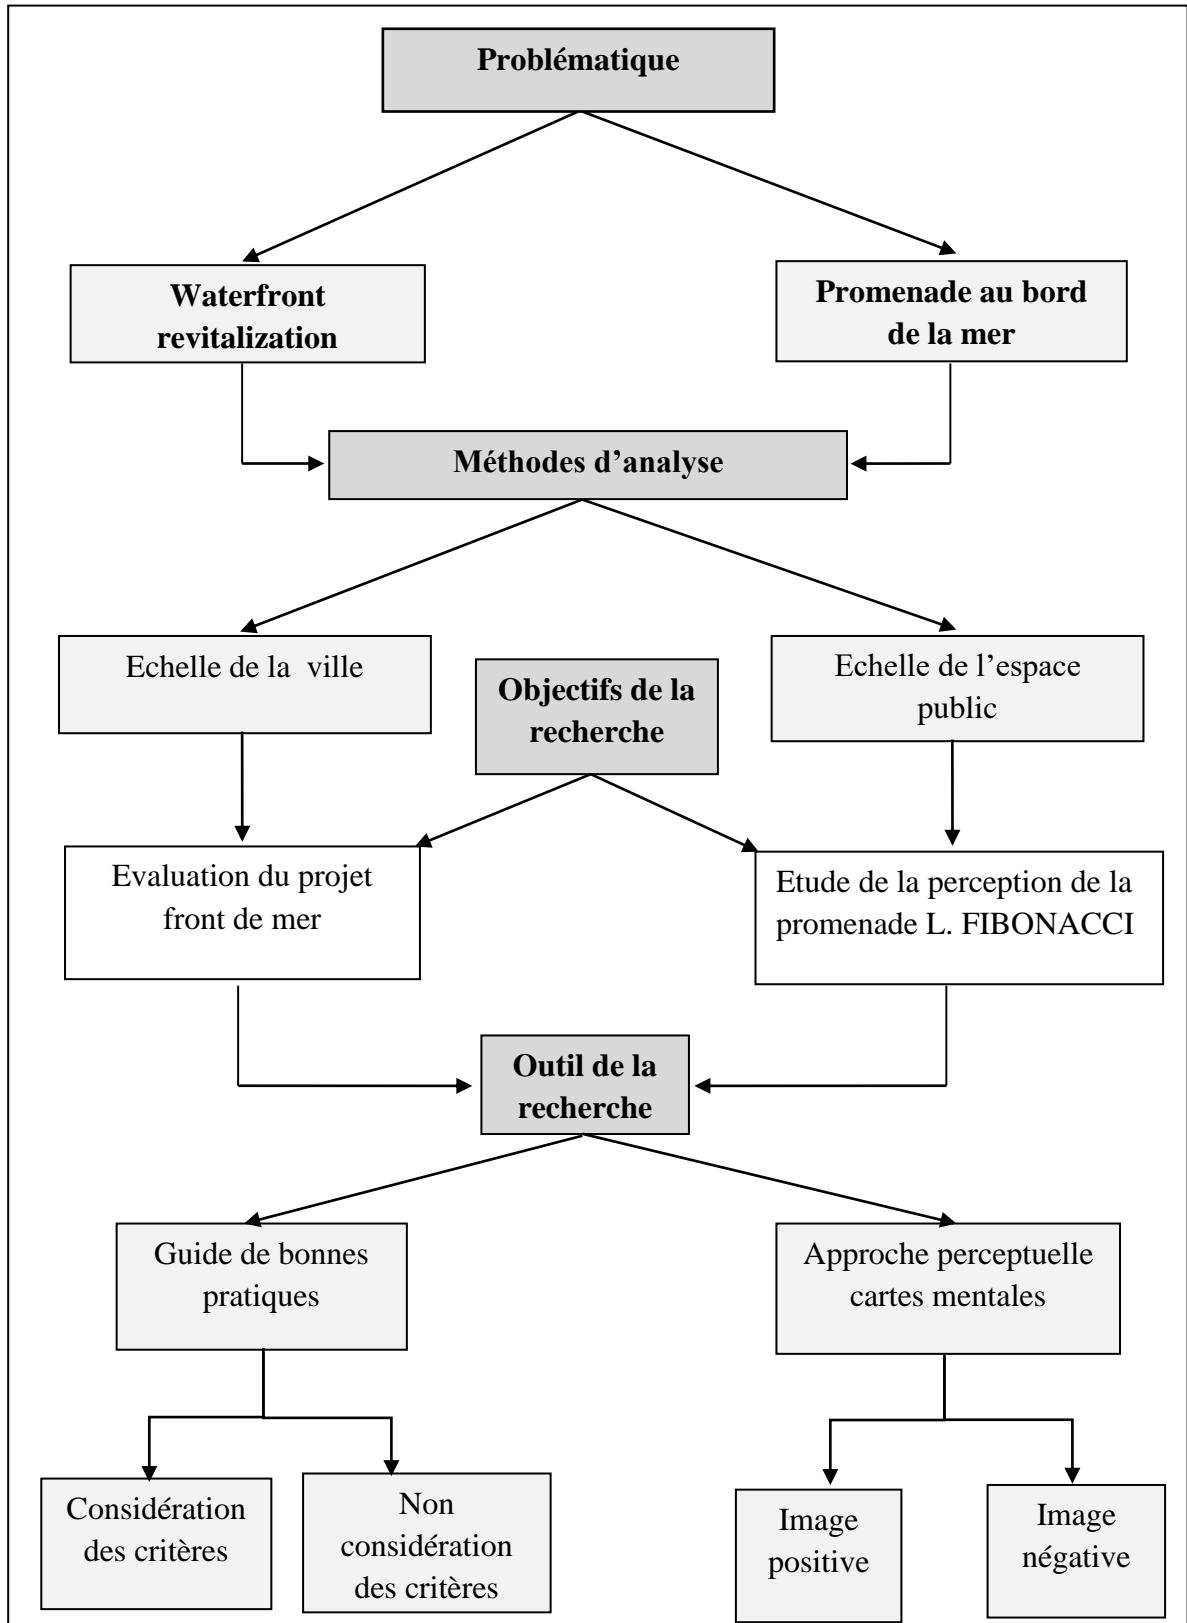 Problématique
Waterfront
revitalization
Promenade au bord
de la mer
Méthodes d’analyse
Echelle de la ville
Echelle de l’espace
public
Objectifs de la
recherche
Evaluation du projet
front de mer
Etude de la perception de la
promenade L. FIBONACCI
Outil de la
recherche
Guide de bonnes
pratiques
Approche perceptuelle
cartes mentales
Considération
des critères
Non
considération
des critères
Image
positive
Image
négative